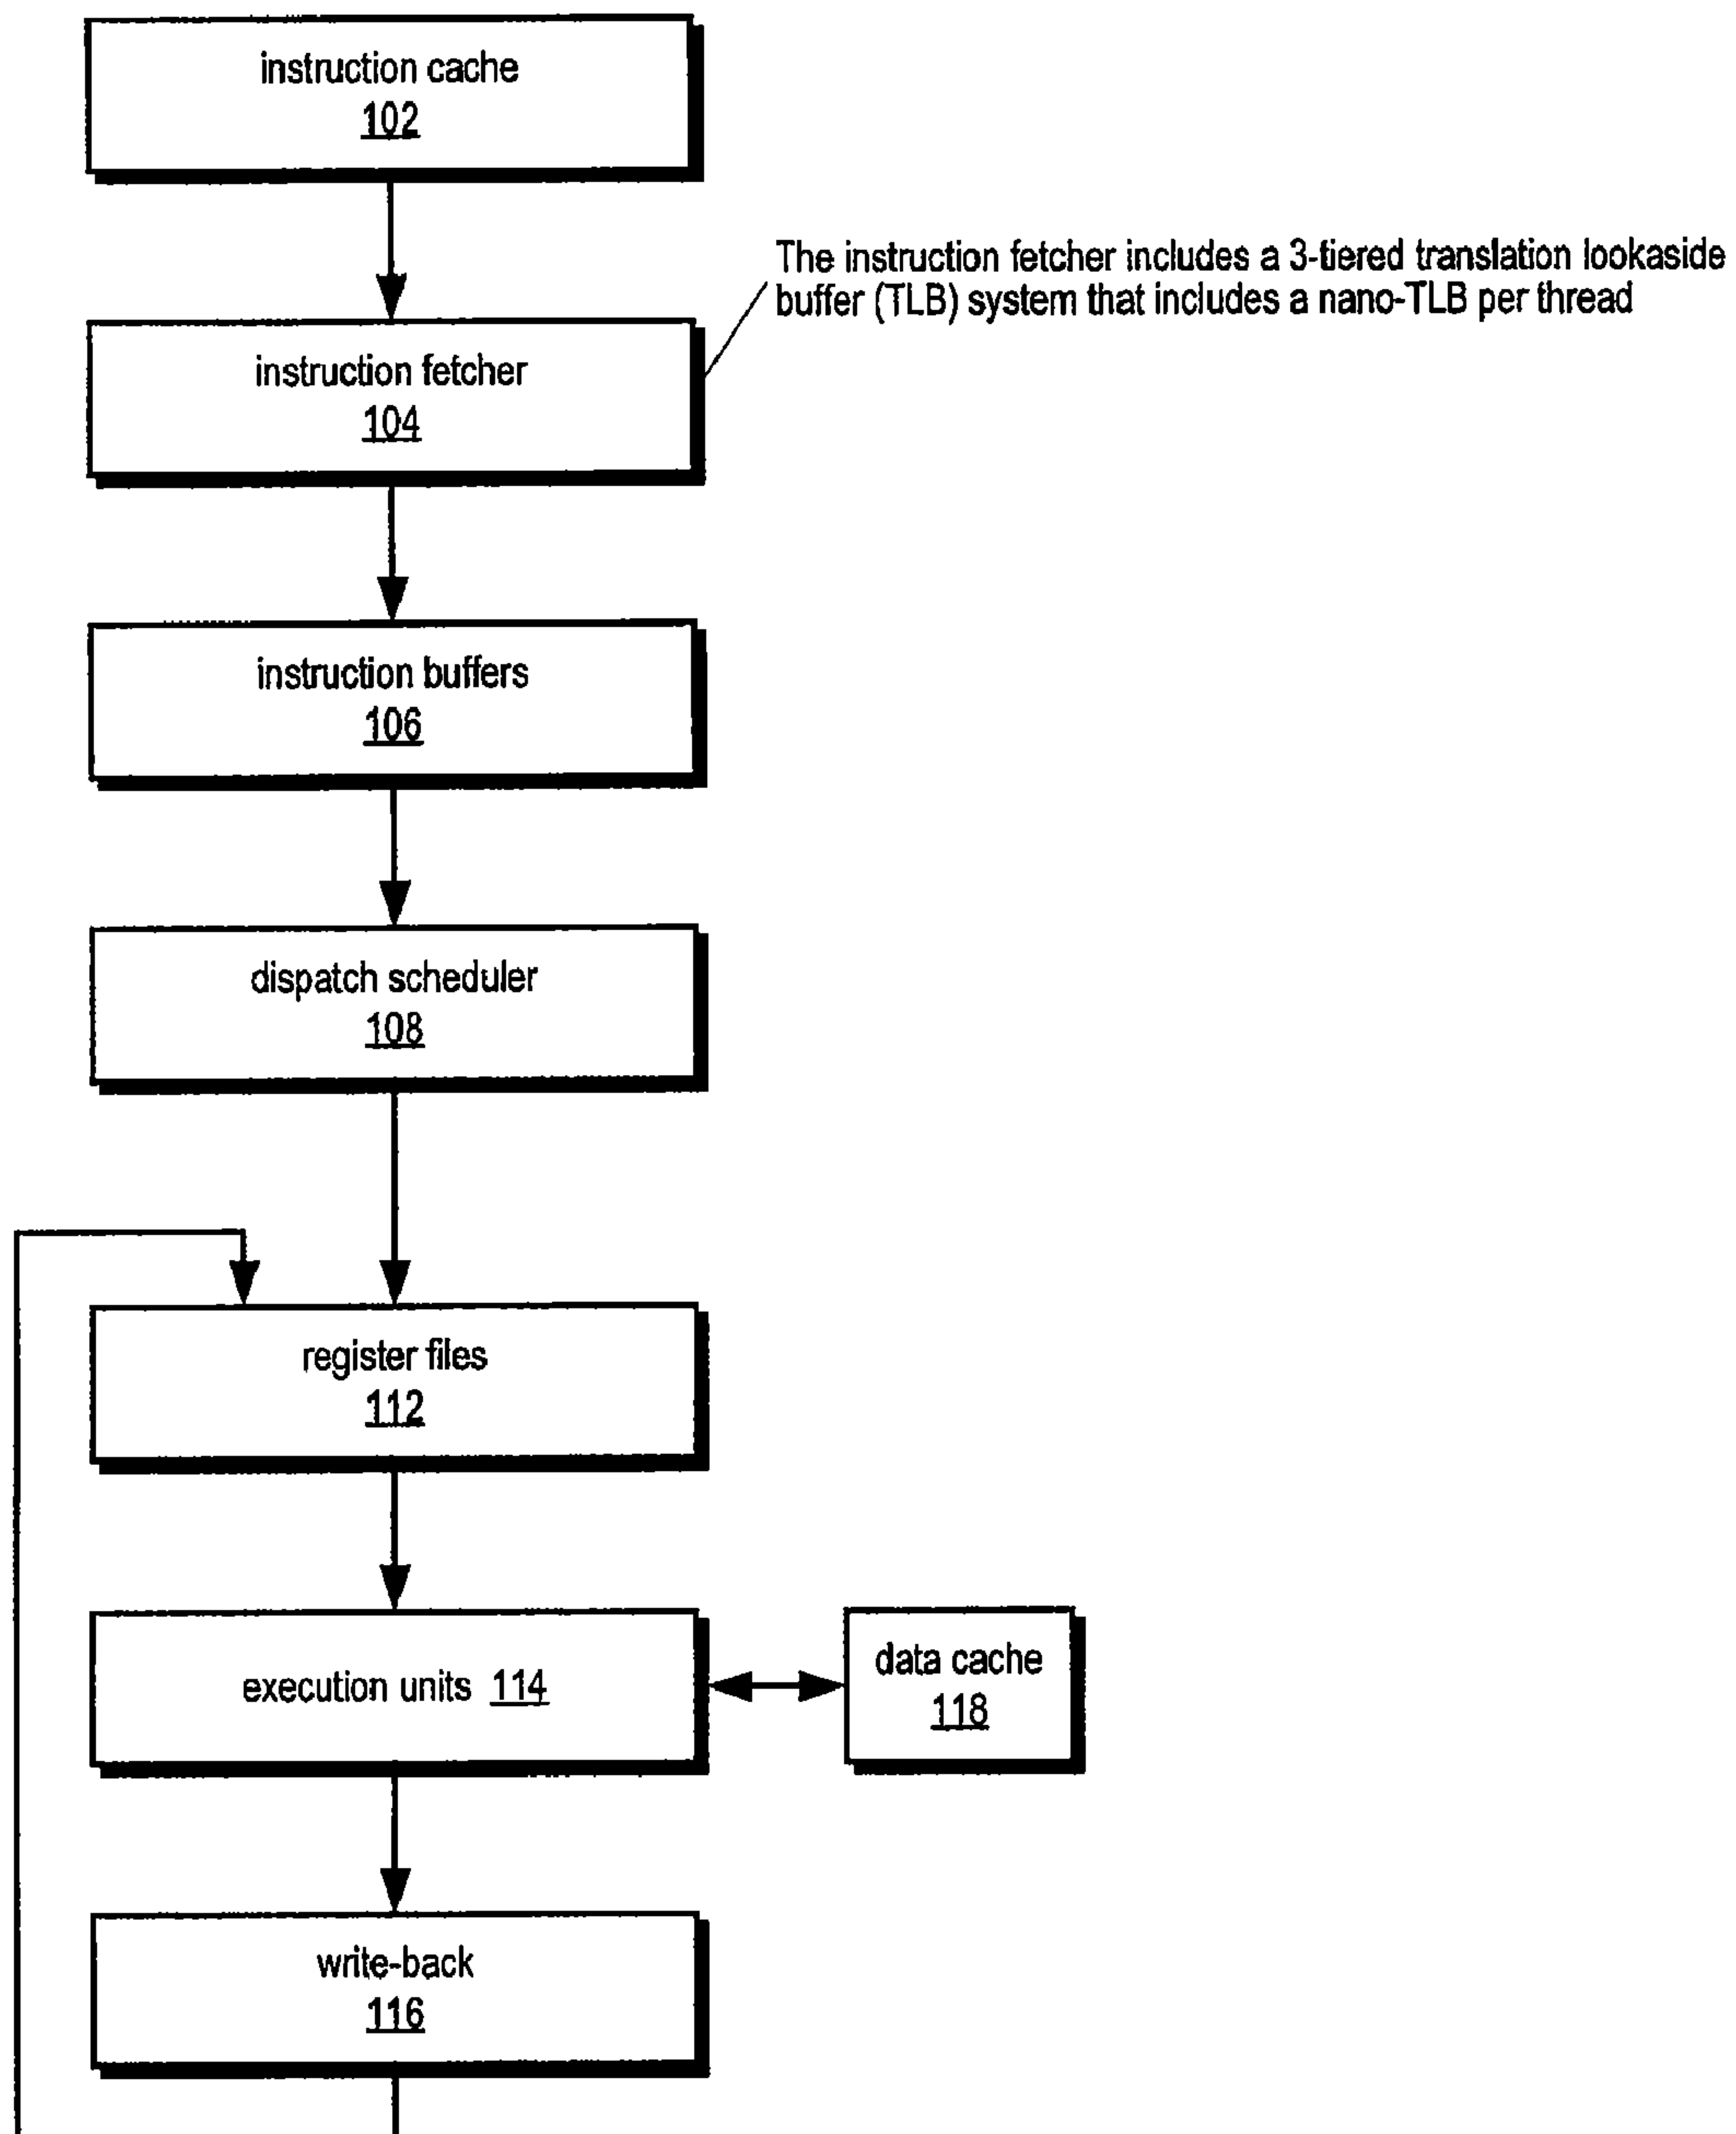 instruction cache
102
The instruction fetcher includes a 3-tiered translation lookaside
buffer (TLB) system that includes a nano-TLB per thread
instruction fetcher
104
instruction buffers
106
dispatch scheduler
108
register files
112
execution units 114
data cache
118
write-back
116